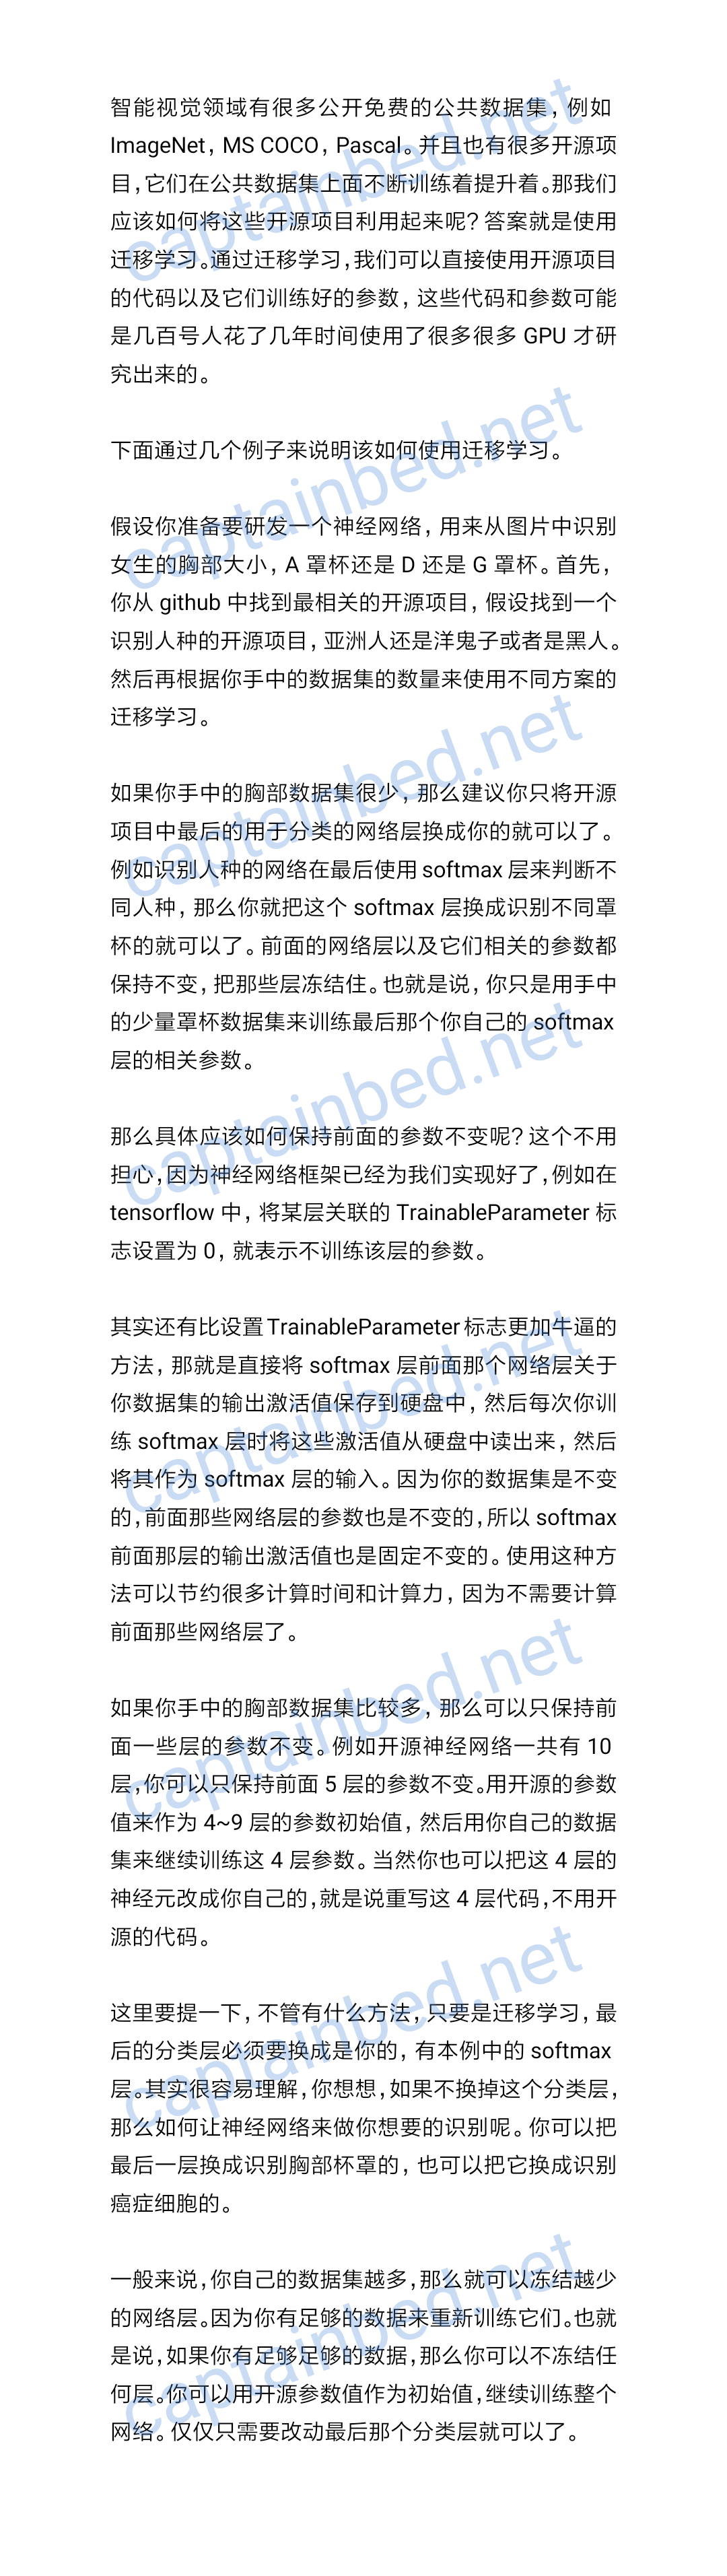 智能视觉领域有很多公开免费的公共数据集，例如
ImageNet，MS COCO，Pascal。并且也有很多开源项
目，它们在公共数据集上面不断训练着提升着。那我们
应该如何将这些开源项目利用起来呢？答案就是使用
迁移学习。通过迁移学习，我们可以直接使用开源项目
的代码以及它们训练好的参数，这些代码和参数可能
是几百号人花了几年时间使用了很多很多 GPU 才研
究出来的。
下面通过几个例子来说明该如何使用迁移学习。
假设你准备要研发一个神经网络，用来从图片中识别
女生的胸部大小，A 罩杯还是 D 还是 G 罩杯。首先，
你从 github 中找到最相关的开源项目，假设找到一个
识别人种的开源项目，亚洲人还是洋鬼子或者是黑人。
然后再根据你手中的数据集的数量来使用不同方案的
迁移学习。
如果你手中的胸部数据集很少，那么建议你只将开源
项目中最后的用于分类的网络层换成你的就可以了。
例如识别人种的网络在最后使用 softmax 层来判断不
同人种，那么你就把这个 softmax 层换成识别不同罩
杯的就可以了。前面的网络层以及它们相关的参数都
保持不变，把那些层冻结住。也就是说，你只是用手中
的少量罩杯数据集来训练最后那个你自己的 softmax
层的相关参数。
那么具体应该如何保持前面的参数不变呢？这个不用
担心，因为神经网络框架已经为我们实现好了，例如在
tensorflow 中，将某层关联的 TrainableParameter 标
志设置为 0，就表示不训练该层的参数。
其实还有比设置 TrainableParameter 标志更加牛逼的
方法，那就是直接将 softmax 层前面那个网络层关于
你数据集的输出激活值保存到硬盘中，然后每次你训
练 softmax 层时将这些激活值从硬盘中读出来，然后
将其作为 softmax 层的输入。因为你的数据集是不变
的，前面那些网络层的参数也是不变的，所以 softmax
前面那层的输出激活值也是固定不变的。使用这种方
法可以节约很多计算时间和计算力，因为不需要计算
前面那些网络层了。
如果你手中的胸部数据集比较多，那么可以只保持前
面一些层的参数不变。例如开源神经网络一共有 10
层，你可以只保持前面 5 层的参数不变。用开源的参数
值来作为 4~9 层的参数初始值，然后用你自己的数据
集来继续训练这 4 层参数。当然你也可以把这 4 层的
神经元改成你自己的，就是说重写这 4 层代码，不用开
源的代码。
这里要提一下，不管有什么方法，只要是迁移学习，最
后的分类层必须要换成是你的，有本例中的 softmax
层。其实很容易理解，你想想，如果不换掉这个分类层，
那么如何让神经网络来做你想要的识别呢。你可以把
最后一层换成识别胸部杯罩的，也可以把它换成识别
癌症细胞的。
一般来说，你自己的数据集越多，那么就可以冻结越少
的网络层。因为你有足够的数据来重新训练它们。也就
是说，如果你有足够足够的数据，那么你可以不冻结任
何层。你可以用开源参数值作为初始值，继续训练整个
网络。仅仅只需要改动最后那个分类层就可以了。
captainbed.net
captainbed.net
captainbed.net
captainbed.net
captainbed.net
captainbed.net
captainbed.net
captainbed.net